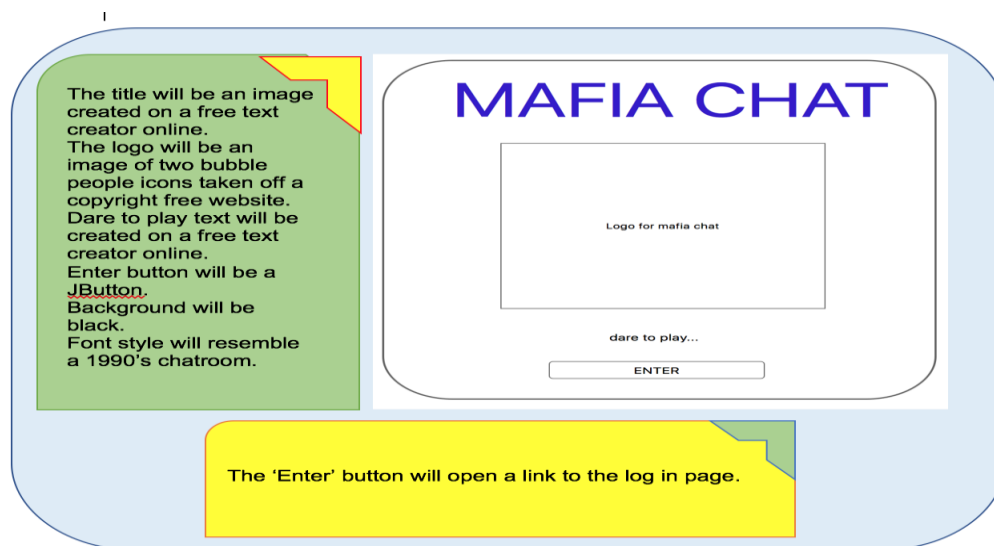 The title will be an image
created on a free text
creator online.
The logo will be an
image of two bubble
people icons taken off a
copyright free website.
Dare to play text will be
created on a free text
creator online.
Enter button will be a
JButton.
Background will be
black.
Font style will resemble
a 1990's chatroom.
MAFIA CHAT
Logo for mafia chat
dare to play...
ENTER
The ‘Enter’ button will open a link to the log in page.